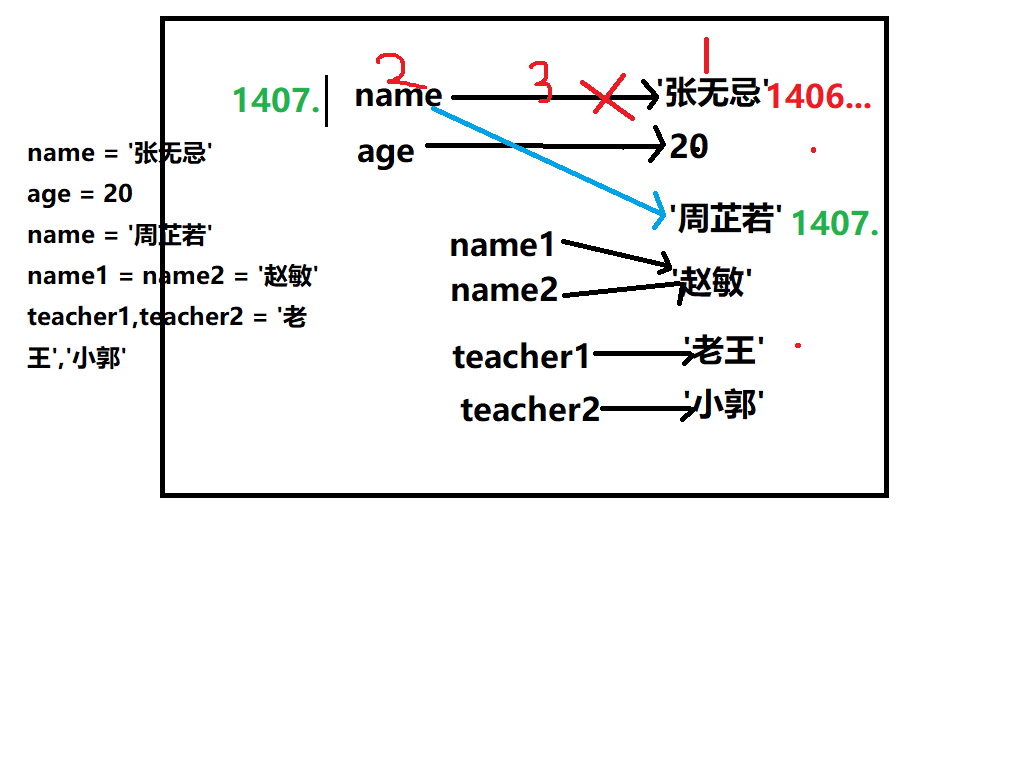 1
2
3
1407. name '张无忌' 1406...
age 20
name = '张无忌'
age = 20
'周芷若' 1407.
name = '周芷若'
name1
name1 = name2 = '赵敏'
name2 '赵敏'
teacher1,teacher2 = '老
王','小郭'
teacher1 '老王'
teacher2 '小郭'